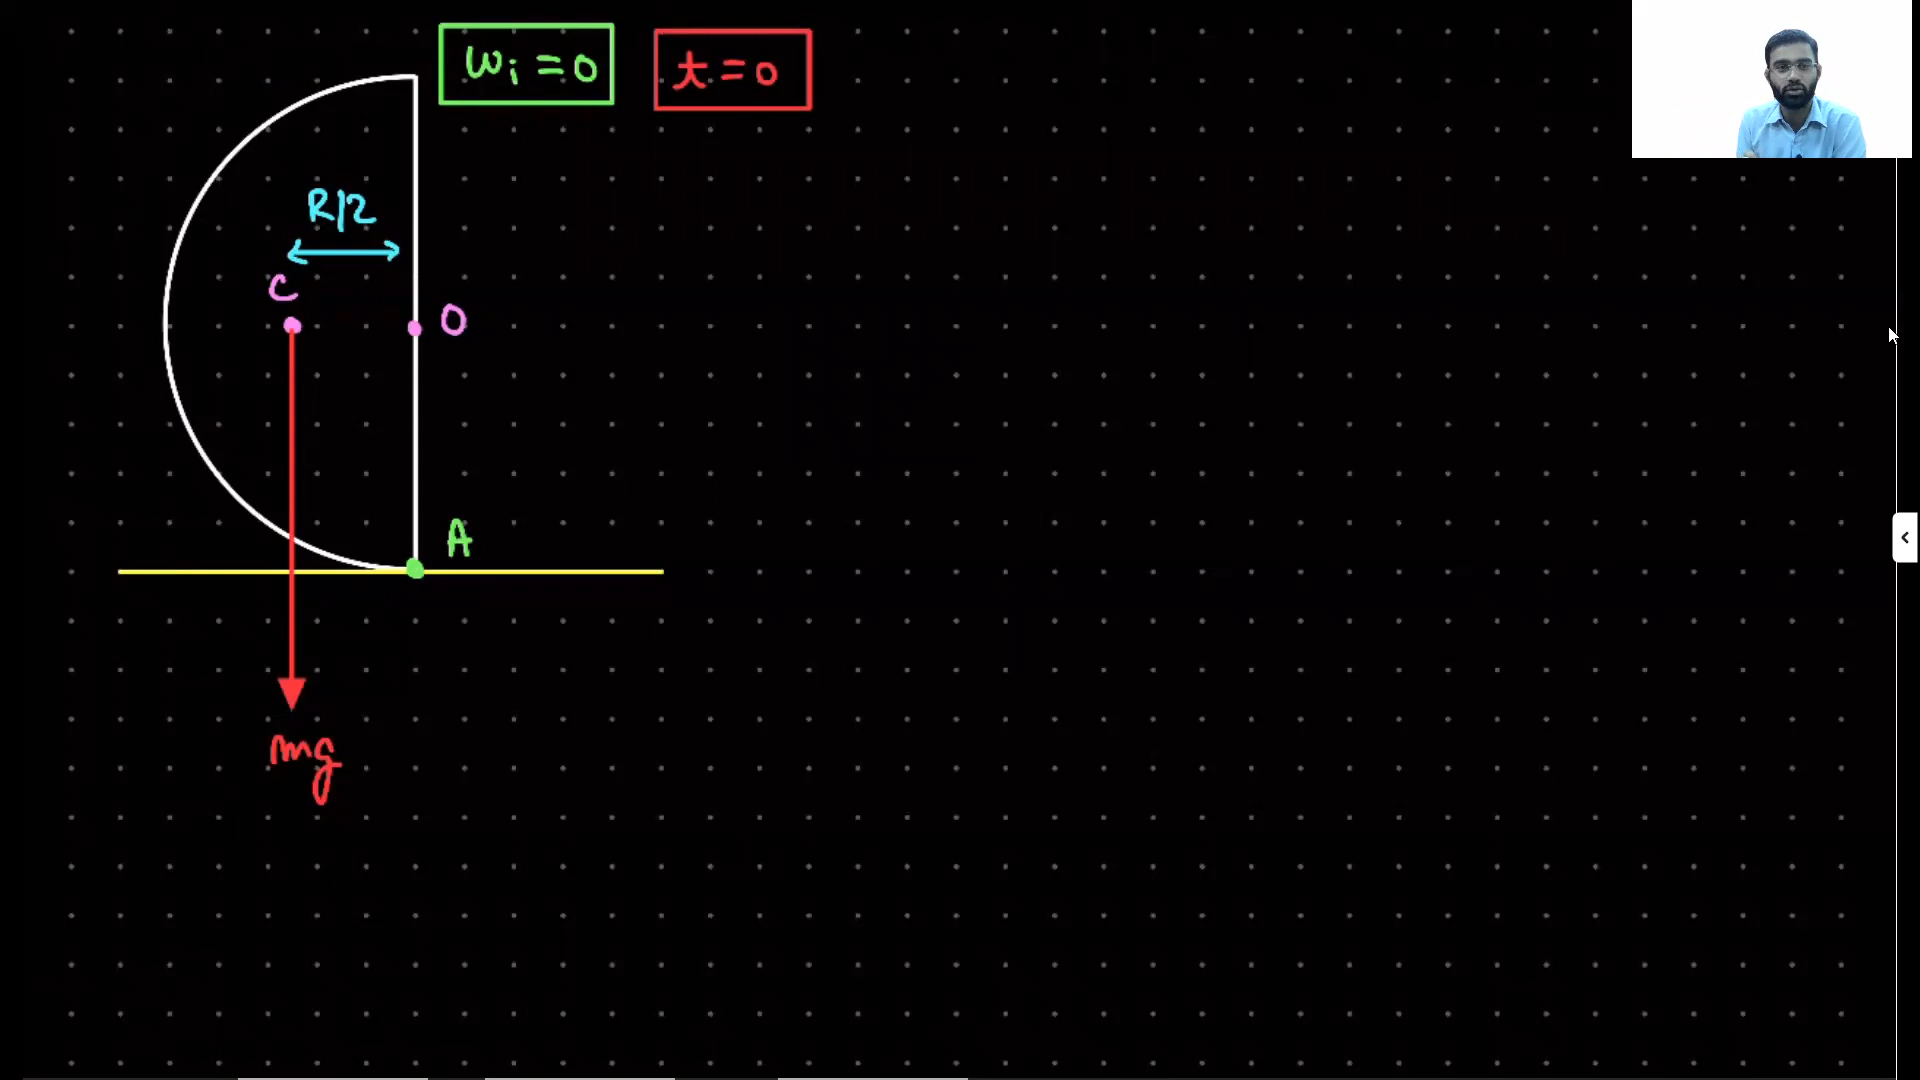 ωi = 0
t = 0
R/2
C
O
A
mg